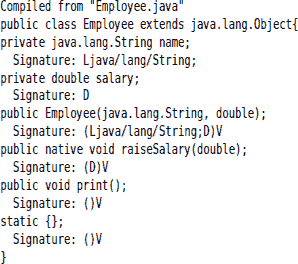 Compiled from "Employee.java"
public class Employee extends java.lang.Object{
private java.lang.String name;
  Signature: Ljava/lang/String;
private double salary;
  Signature: D
public Employee(java.lang.String, double);
  Signature: (Ljava/lang/String;D)V
public native void raiseSalary(double);
  Signature: (D)V
public void print();
  Signature: ()V
static {};
  Signature: ()V
}